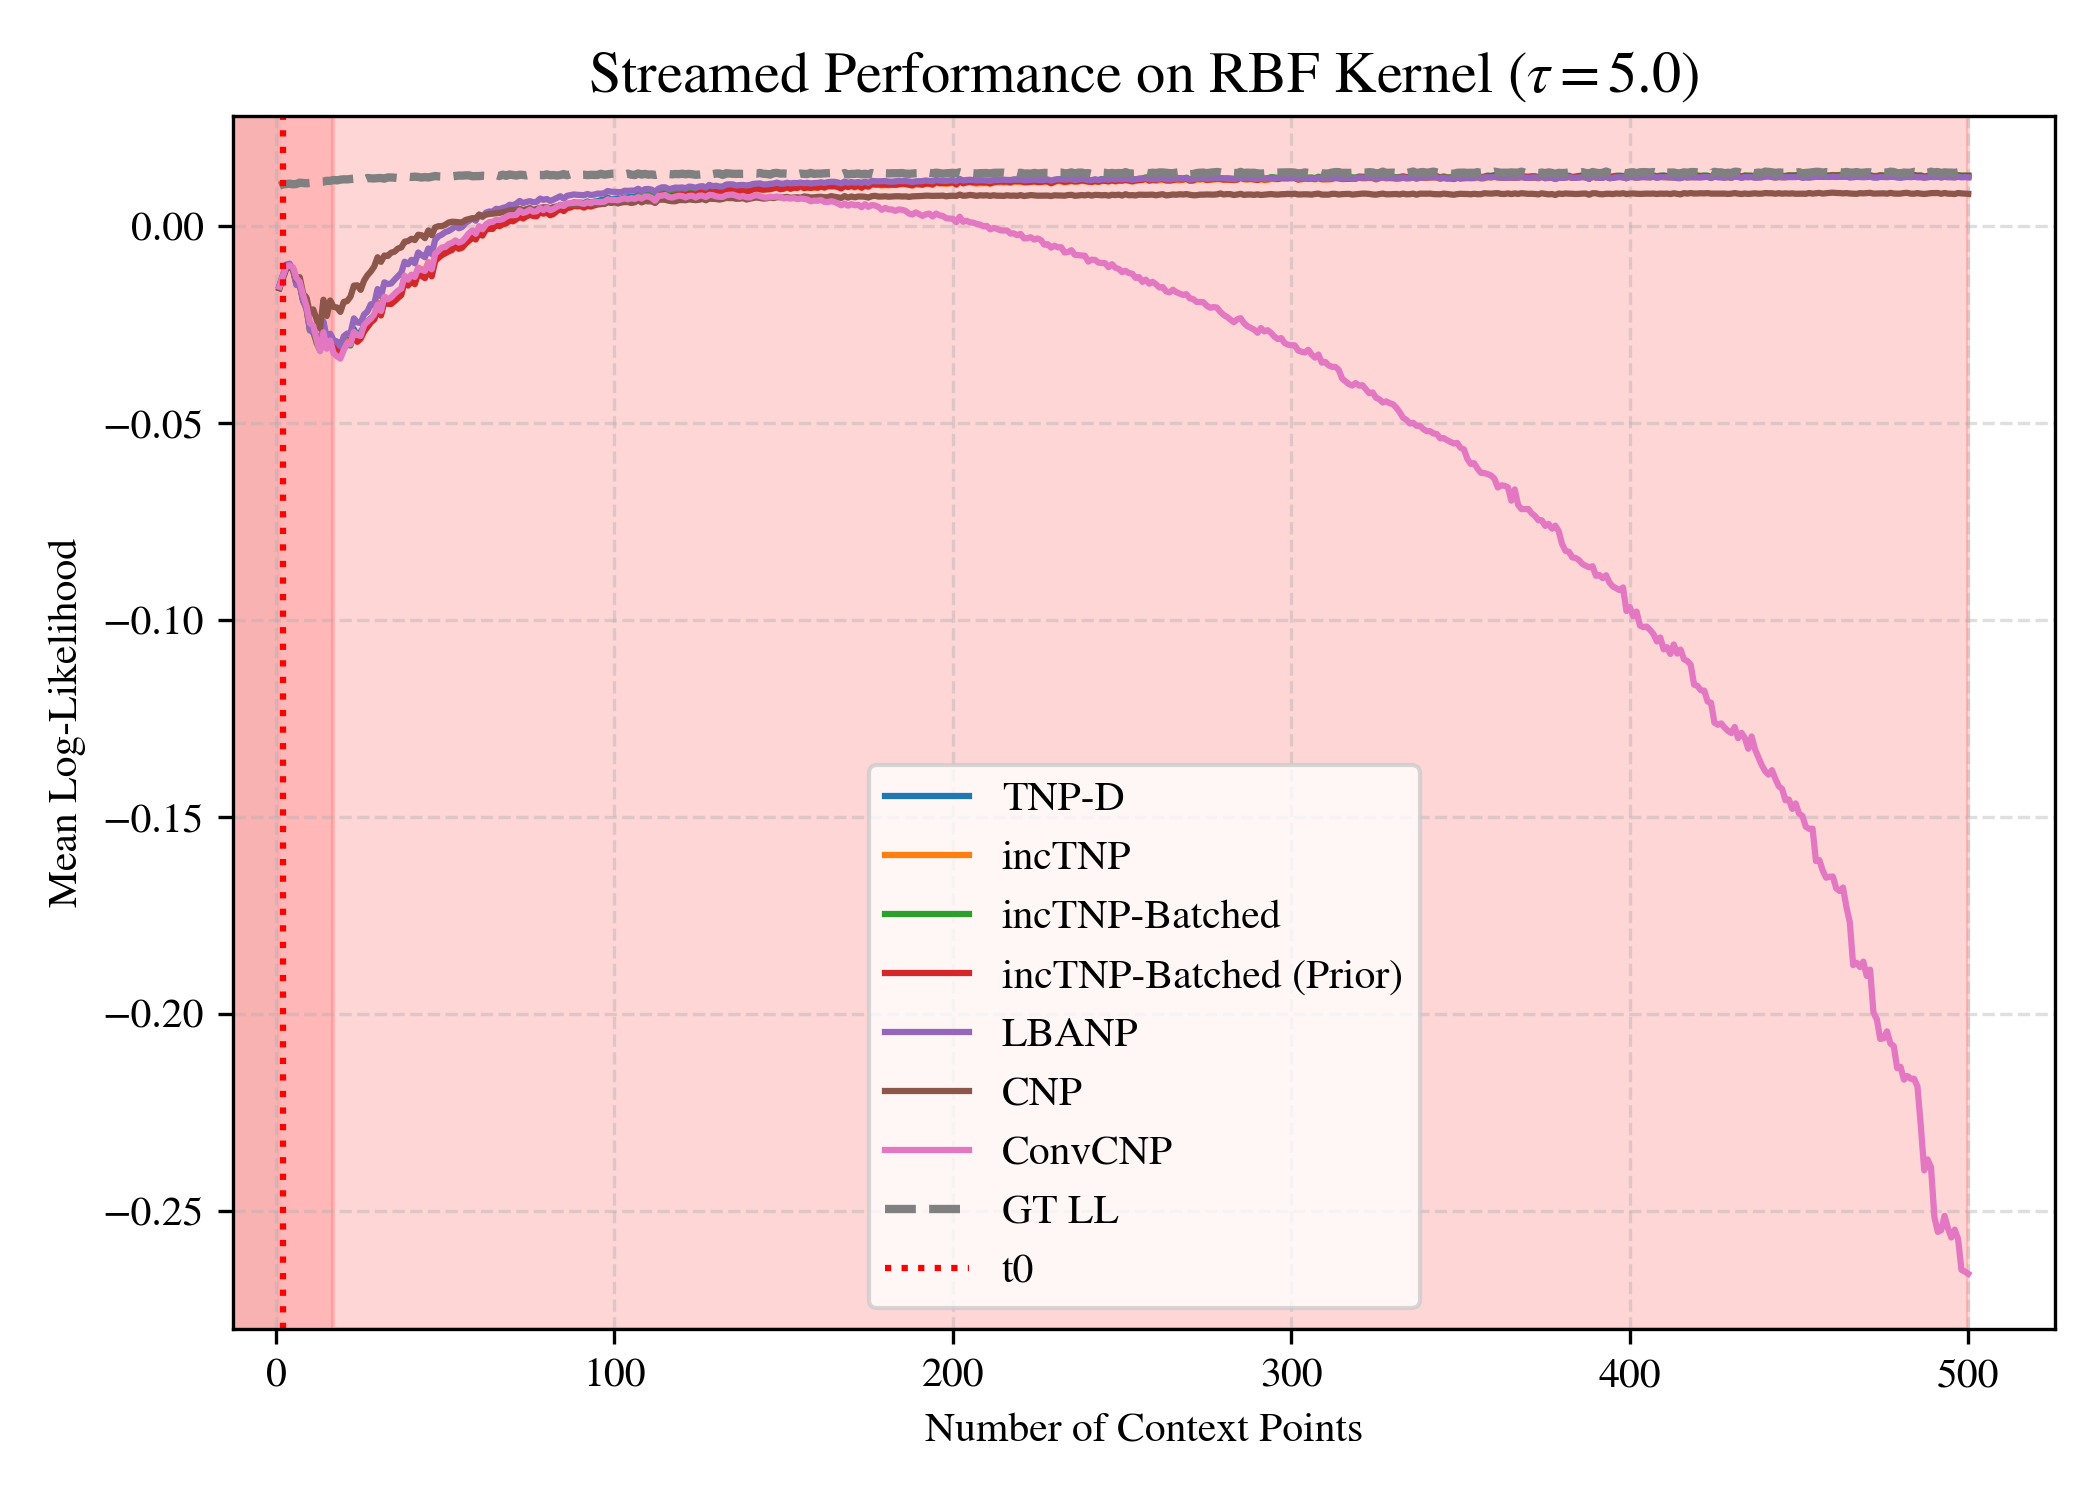 Streamed Performance on RBF Kernel (τ = 5.0)
0.00
−0.05
−0.10
−0.15
−0.20
−0.25
Mean Log-Likelihood
TNP-D
incTNP
incTNP-Batched
incTNP-Batched (Prior)
LBANP
CNP
ConvCNP
GT LL
t0
0 100 200 300 400 500
Number of Context Points